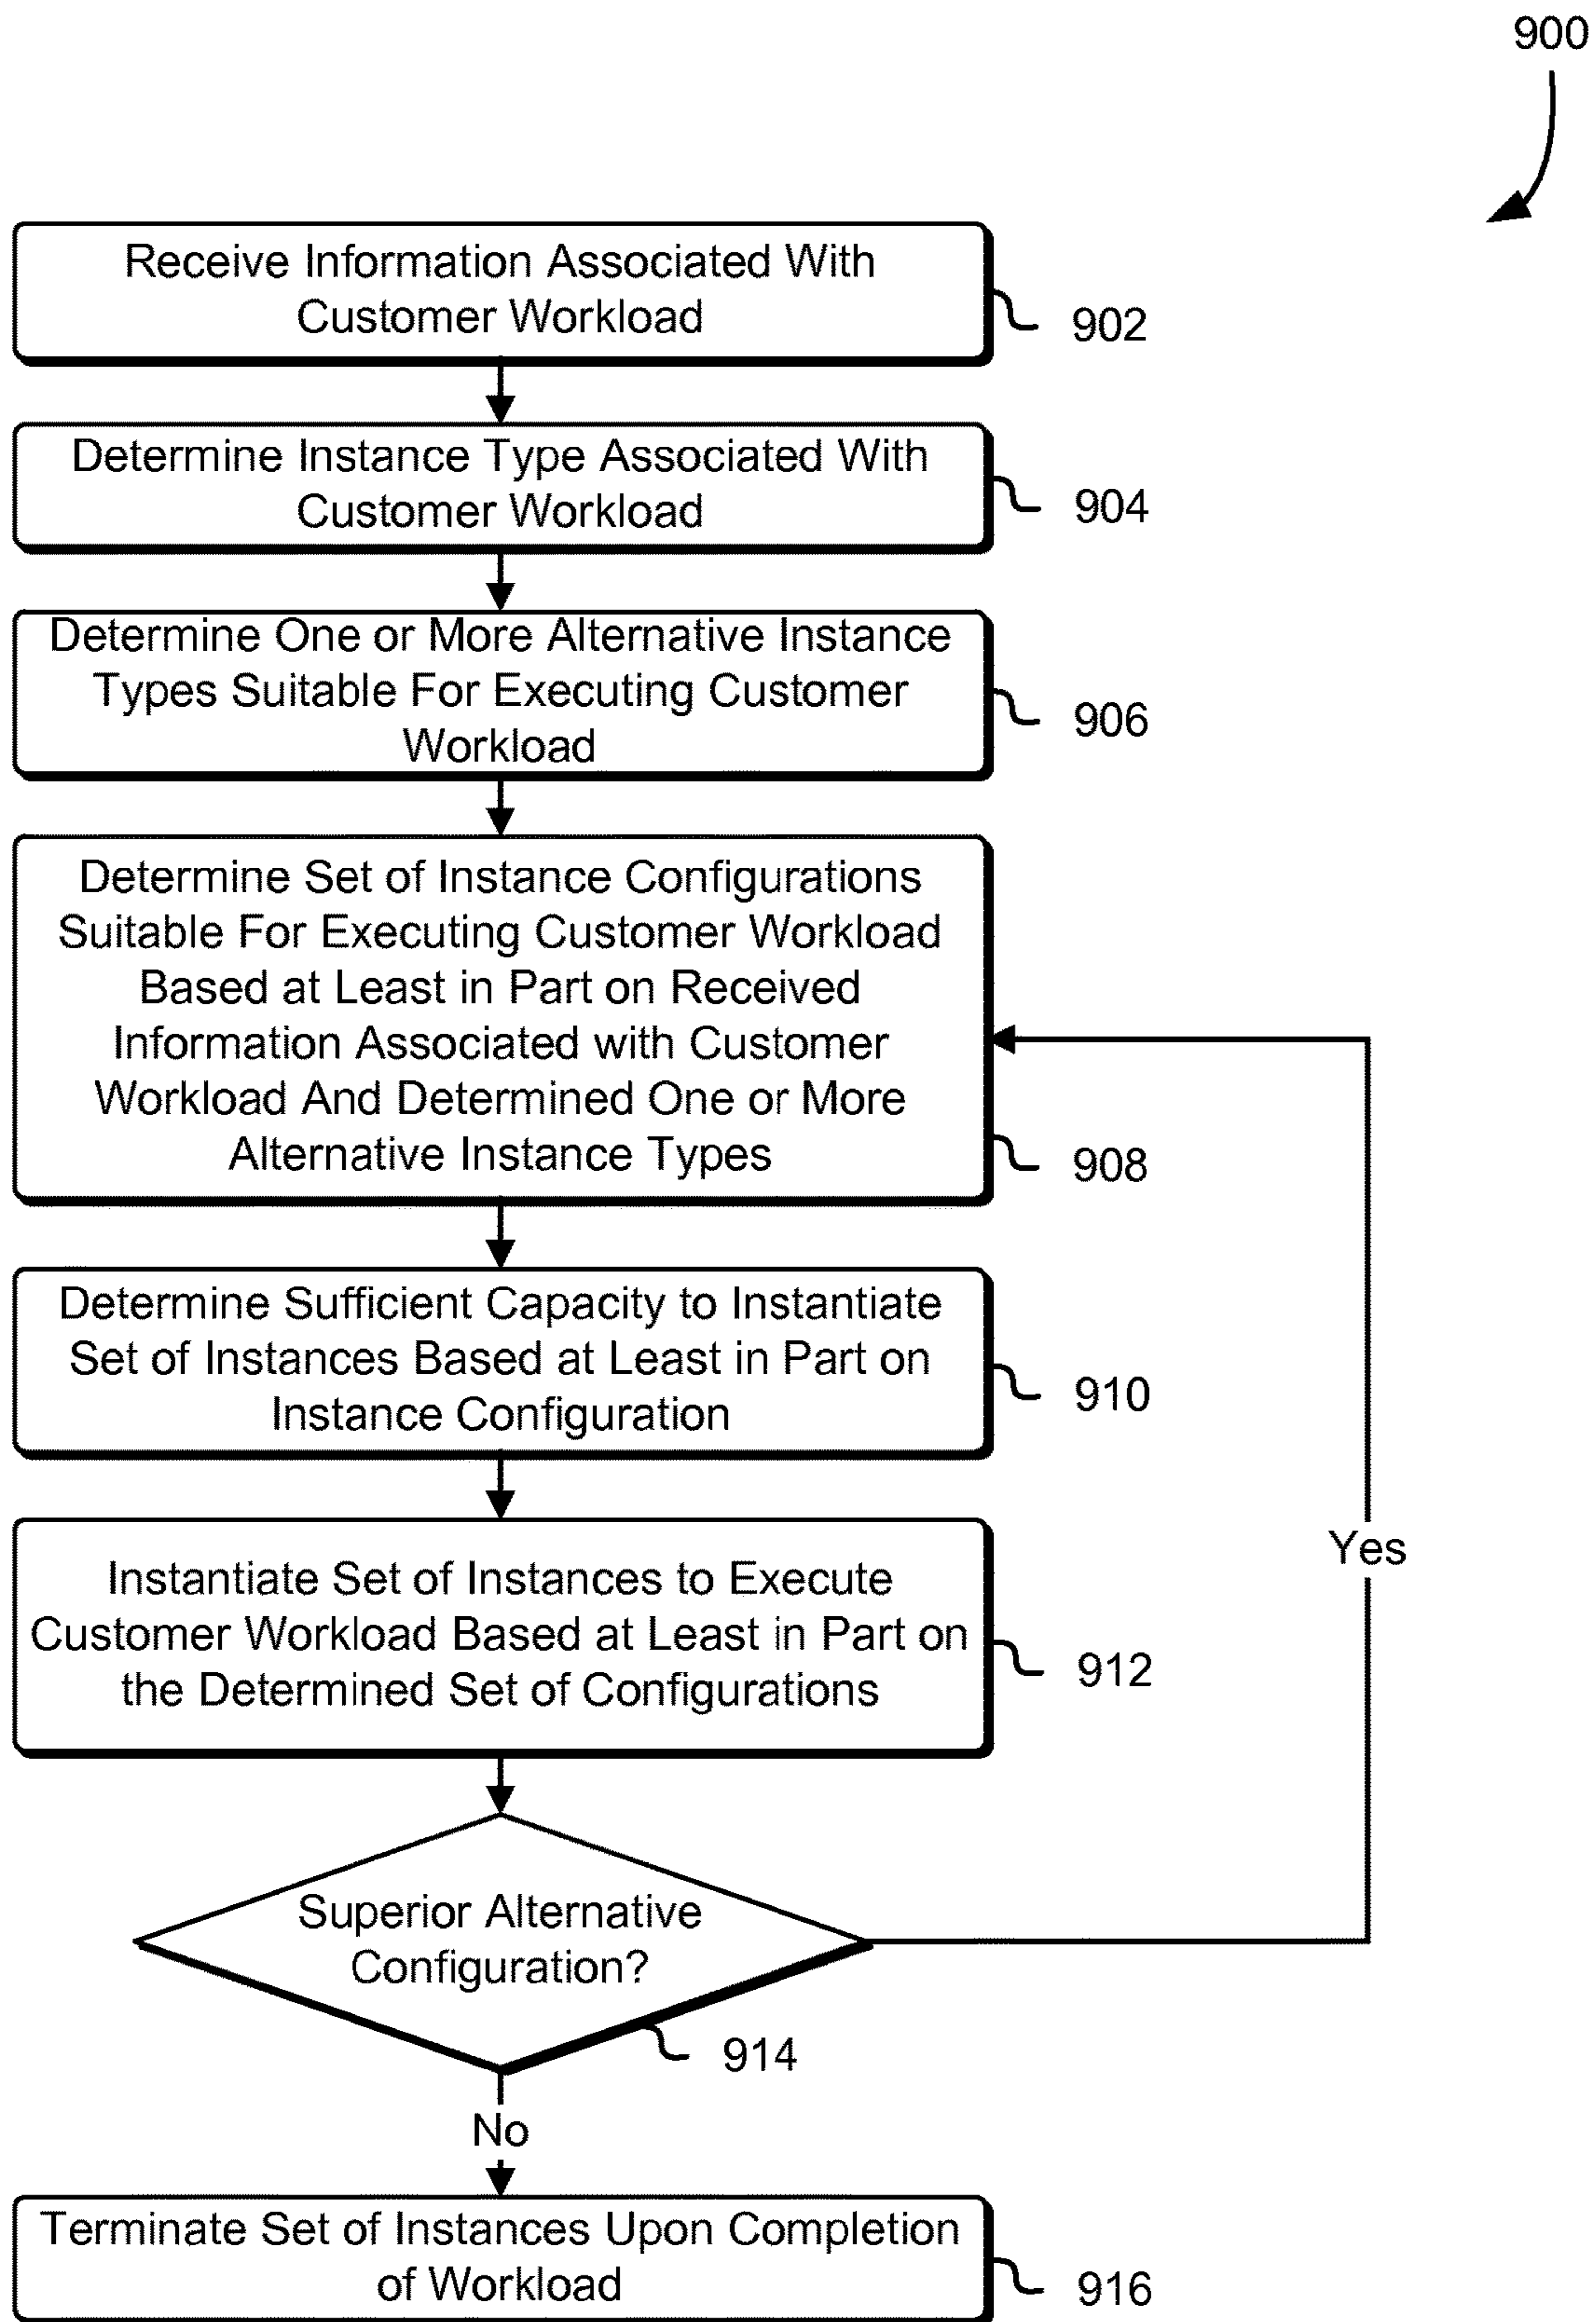 900
Receive Information Associated With
Customer Workload
902
Determine Instance Type Associated With
Customer Workload
904
Determine One or More Alternative Instance
Types Suitable For Executing Customer
Workload
906
Determine Set of Instance Configurations
Suitable For Executing Customer Workload
Based at Least in Part on Received
Information Associated with Customer
Workload And Determined One or More
Alternative Instance Types
908
Determine Sufficient Capacity to Instantiate
Set of Instances Based at Least in Part on
Instance Configuration
910
Instantiate Set of Instances to Execute
Customer Workload Based at Least in Part on
the Determined Set of Configurations
912
Yes
Superior Alternative
Configuration?
914
No
Terminate Set of Instances Upon Completion
of Workload
916